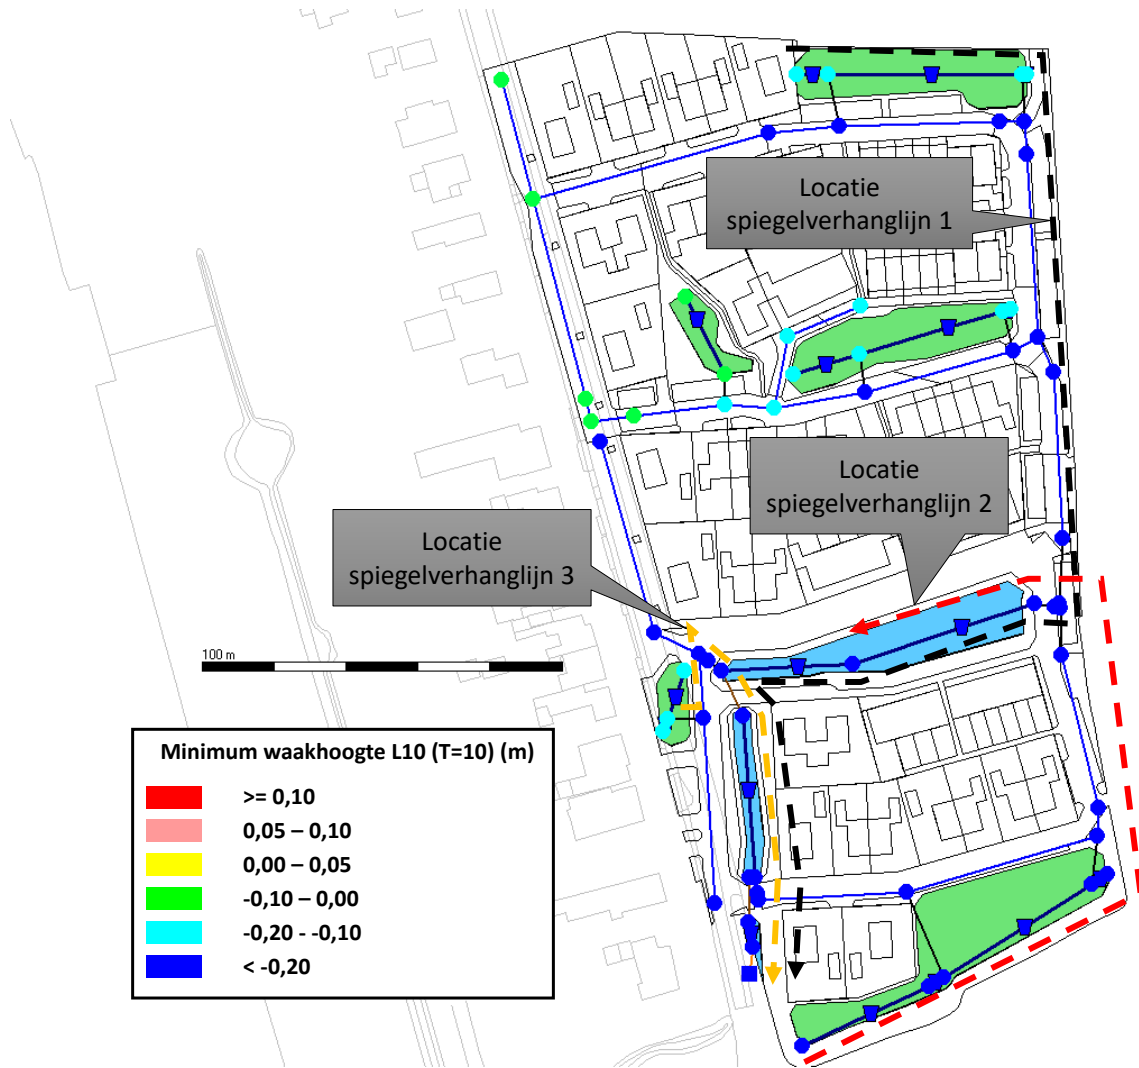 Locatie
spiegelverhanglijn 1
Locatie
spiegelverhanglijn 2
Locatie
spiegelverhanglijn 3
100 m
Minimum waakhoogte L10 (T=10) (m)
>= 0,10
0,05 – 0,10
0,00 – 0,05
-0,10 – 0,00
-0,20 - -0,10
< -0,20